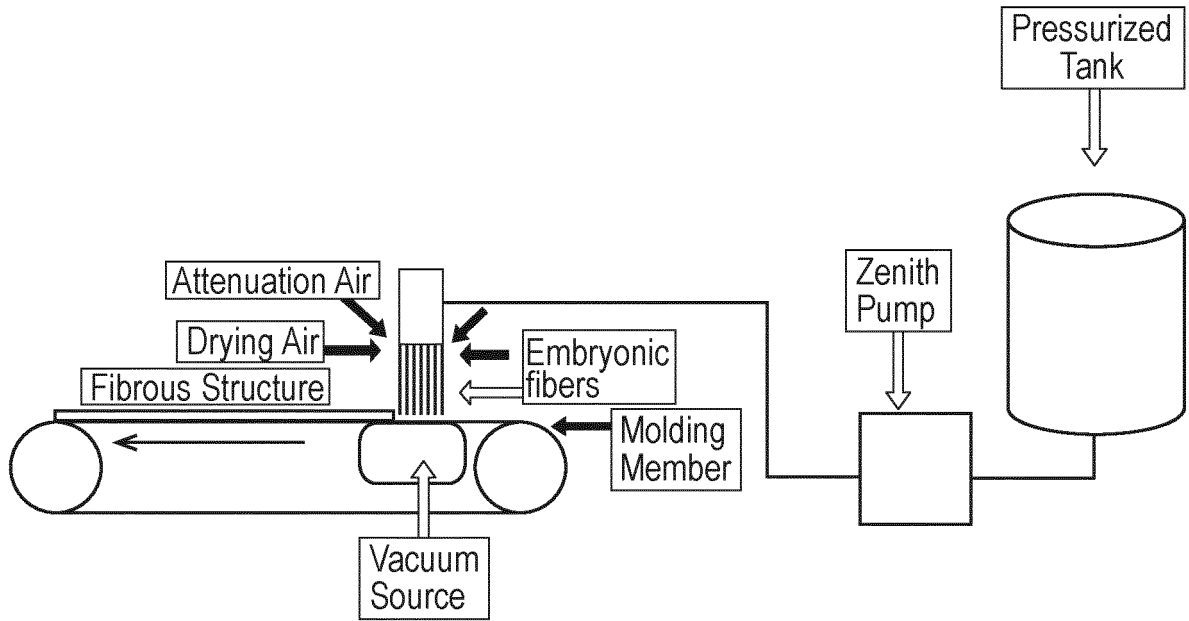 Pressurized
Tank
Zenith
Pump
Attenuation Air
Drying Air
Embryonic
fibers
Fibrous Structure
Molding
Member
Vacuum
Source